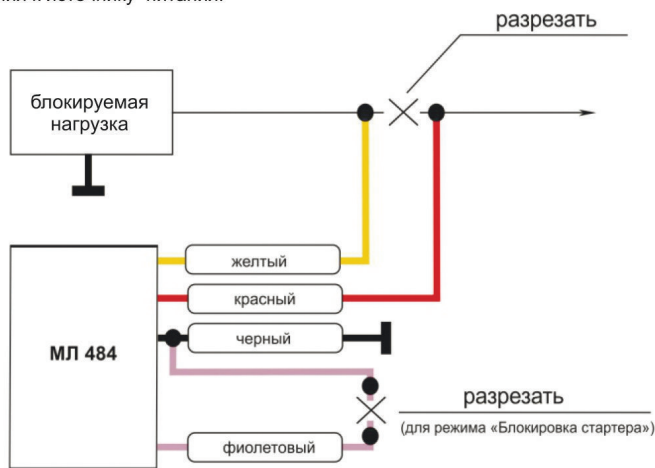 разрезать
блокируемая
нагрузка
желтый
красный
МЛ 484
черный
разрезать
(для режима «Блокировка стартера»)
фиолетовый